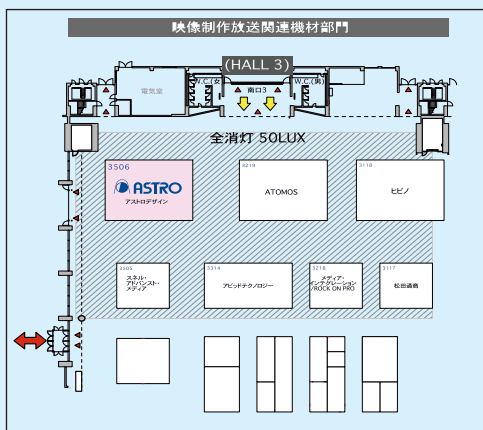 映像制作放送関連機材部門
(HALL 3)
W.C.(女)
南口3
W.C.(男)
電気室
全消灯 50LUX
3506
ASTRO
アストロデザイン
ATOMOS
3118
ヒビノ
3505
スネル・
アドバンスト・
メディア
3314
アビッドテクノロジー
3216
メディア・
インテグレーション
/ROCK ON PRO
3117
松田通商